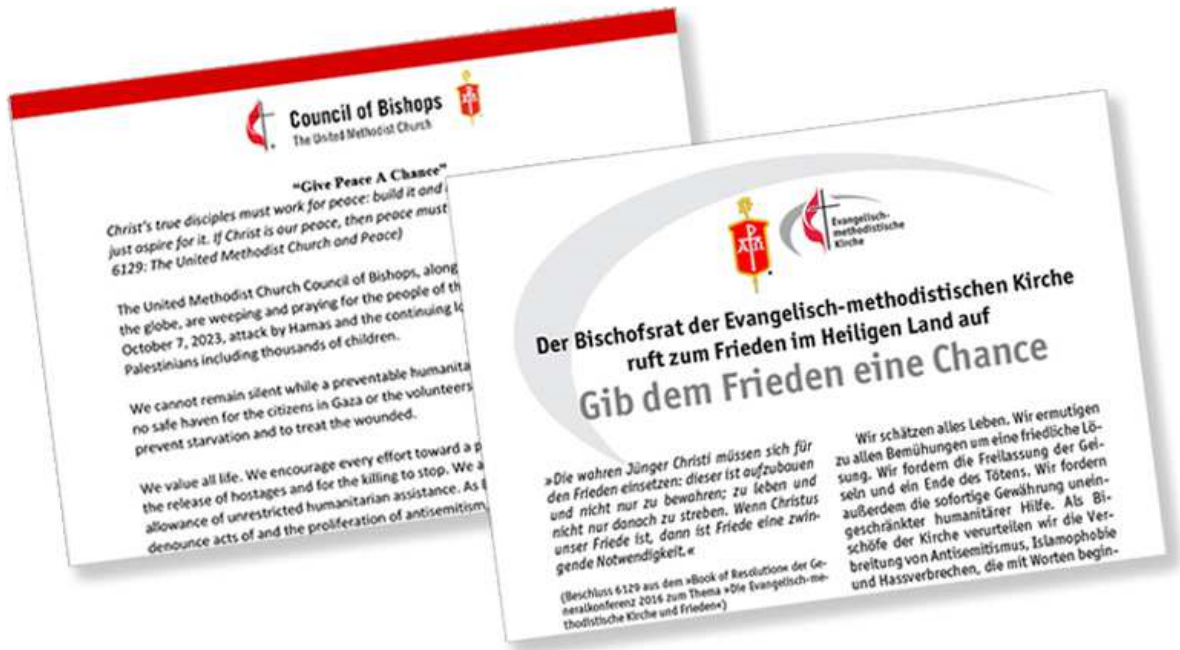 Council of Bishops
The United Methodist Church
“Give Peace A Chance”
Christ's true disciples must work for peace: build it and
just aspire for it. If Christ is our peace, then peace must
6129: The United Methodist Church and Peace)
The United Methodist Church Council of Bishops, along
the globe, are weeping and praying for the people of
October 7, 2023, attack by Hamas and the continuing
Palestinians including thousands of children.
We cannot remain silent while a preventable
no safe haven for the citizens in Gaza or the volunteers
prevent starvation and to treat the wounded.
We value all life. We encourage every effort toward a
the release of hostages and for the killing to stop. We
allowance of unrestricted humanitarian assistance. As
denounce acts of and the proliferation of antisemitism,
Evangelisch-
methodistische
Kirche
Der Bischofsrat der Evangelisch-methodistischen Kirche
ruft zum Frieden im Heiligen Land auf
Gib dem Frieden eine Chance
»Die wahren Jünger Christi müssen sich für
den Frieden einsetzen: dieser ist aufzubauen
und nicht nur zu bewahren; zu leben und
nicht nur danach zu streben. Wenn Christus
unser Friede ist, dann ist Friede eine zwin-
gende Notwendigkeit.«
(Beschluss 6129 aus dem »Book of Resolution« der Ge-
neralkonferenz 2016 zum Thema »Die Evangelisch-me-
thodistische Kirche und Frieden«)
Wir schätzen alles Leben. Wir ermutigen
zu allen Bemühungen um eine friedliche Lö-
sung. Wir fordern die Freilassung der Gei-
seln und ein Ende des Tötens. Wir fordern
außerdem die sofortige Gewährung unein-
geschränkter humanitärer Hilfe. Als Bi-
schöfe der Kirche verurteilen wir die Ver-
breitung von Antisemitismus, Islamophobie
und Hassverbrechen, die mit Worten begin-